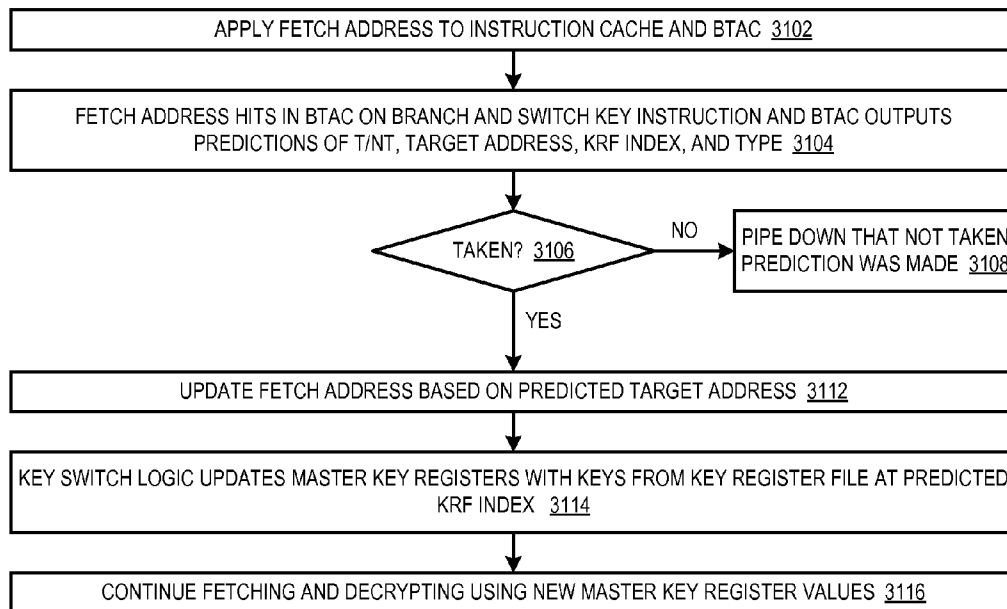 APPLY FETCH ADDRESS TO INSTRUCTION CACHE AND BTAC 3102
FETCH ADDRESS HITS IN BTAC ON BRANCH AND SWITCH KEY INSTRUCTION AND BTAC OUTPUTS
PREDICTIONS OF T/NT, TARGET ADDRESS, KRF INDEX, AND TYPE 3104
TAKEN? 3106
NO
PIPE DOWN THAT NOT TAKEN
PREDICTION WAS MADE 3108
YES
UPDATE FETCH ADDRESS BASED ON PREDICTED TARGET ADDRESS 3112
KEY SWITCH LOGIC UPDATES MASTER KEY REGISTERS WITH KEYS FROM KEY REGISTER FILE AT PREDICTED
KRF INDEX 3114
CONTINUE FETCHING AND DECRYPTING USING NEW MASTER KEY REGISTER VALUES 3116